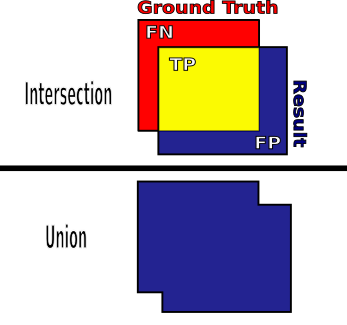 Ground Truth
FN
TP
Intersection
Result
FP
Union